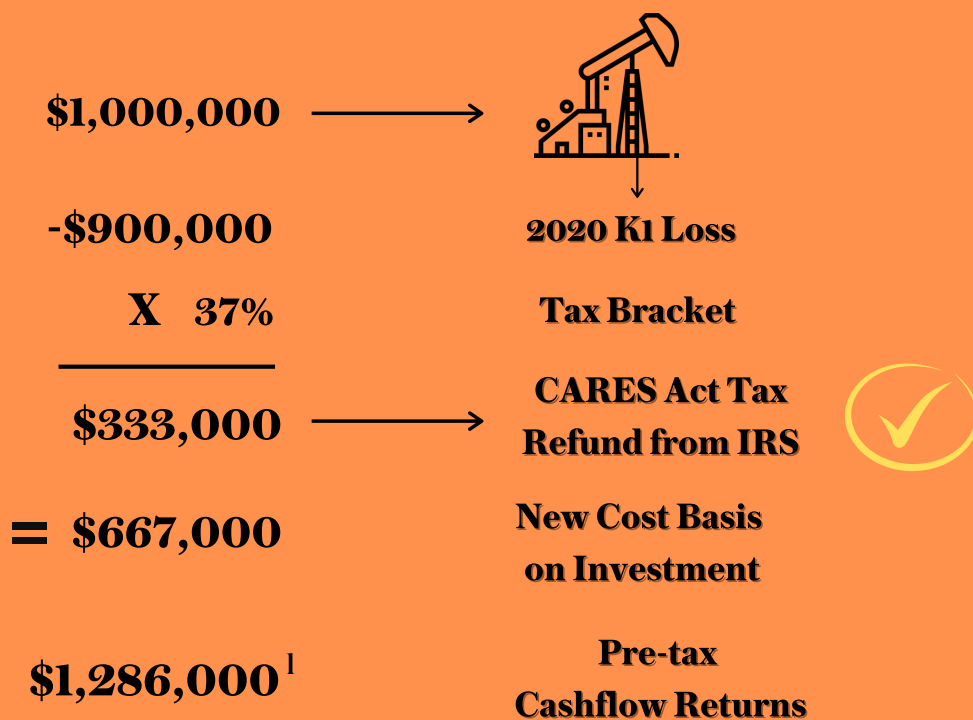 $1,000,000
-$900,000 2020 K1 Loss
X 37% Tax Bracket
$333,000 CARES Act Tax
Refund from IRS
= $667,000 New Cost Basis
on Investment
$1,286,000¹ Pre-tax
Cashflow Returns